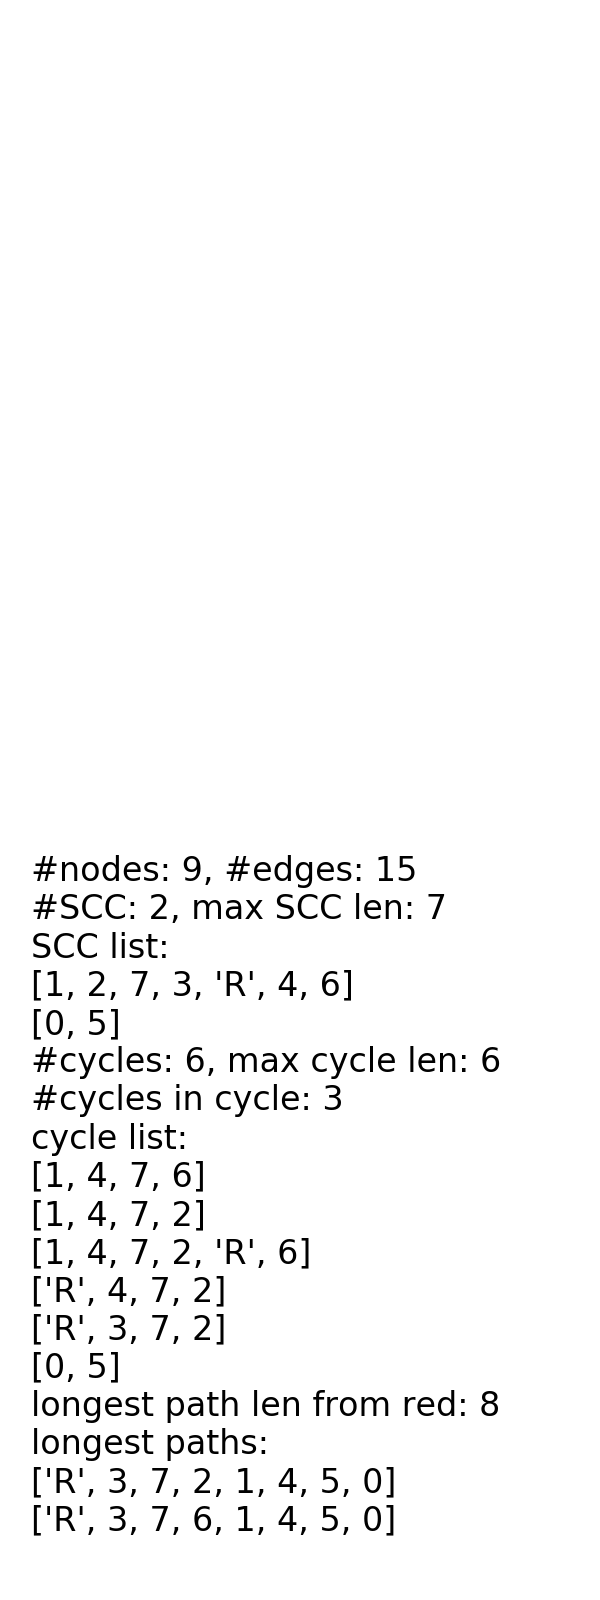 #nodes: 9, #edges: 15
#SCC: 2, max SCC len: 7
SCC list:
[1, 2, 7, 3, 'R', 4, 6]
[0, 5]
#cycles: 6, max cycle len: 6
#cycles in cycle: 3
cycle list:
[1, 4, 7, 6]
[1, 4, 7, 2]
[1, 4, 7, 2, 'R', 6]
['R', 4, 7, 2]
['R', 3, 7, 2]
[0, 5]
longest path len from red: 8
longest paths:
['R', 3, 7, 2, 1, 4, 5, 0]
['R', 3, 7, 6, 1, 4, 5, 0]